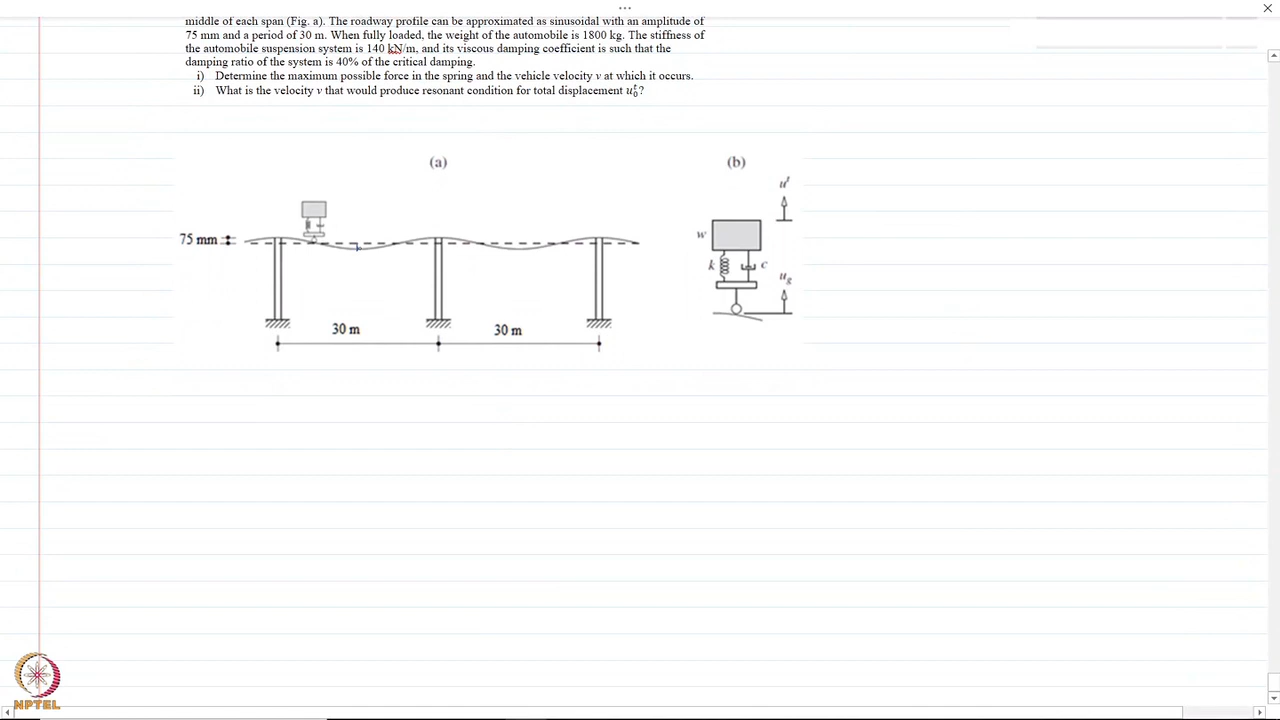 middle of each span (Fig. a). The roadway profile can be approximated as sinusoidal with an amplitude of
75 mm and a period of 30 m. When fully loaded, the weight of the automobile is 1800 kg. The stiffness of
the automobile suspension system is 140 kN/m, and its viscous damping coefficient is such that the
damping ratio of the system is 40% of the critical damping.
i) Determine the maximum possible force in the spring and the vehicle velocity v at which it occurs.
ii) What is the velocity v that would produce resonant condition for total displacement u₀ᵗ?
(a)
(b)
uᵗ
75 mm
w
k
c
u_g
30 m
30 m
NPTEL